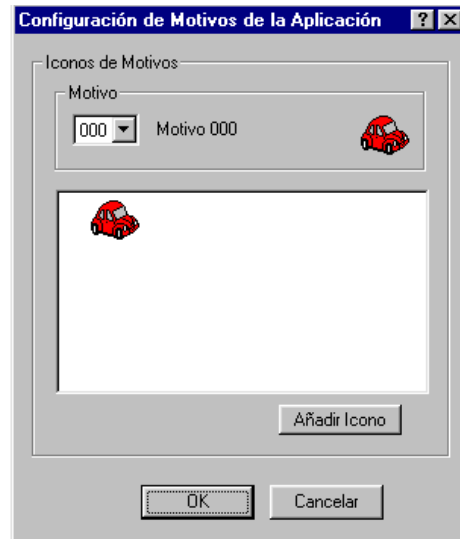 Configuración de Motivos de la Aplicación
Iconos de Motivos
Motivo
000 Motivo 000
Añadir Icono
OK Cancelar